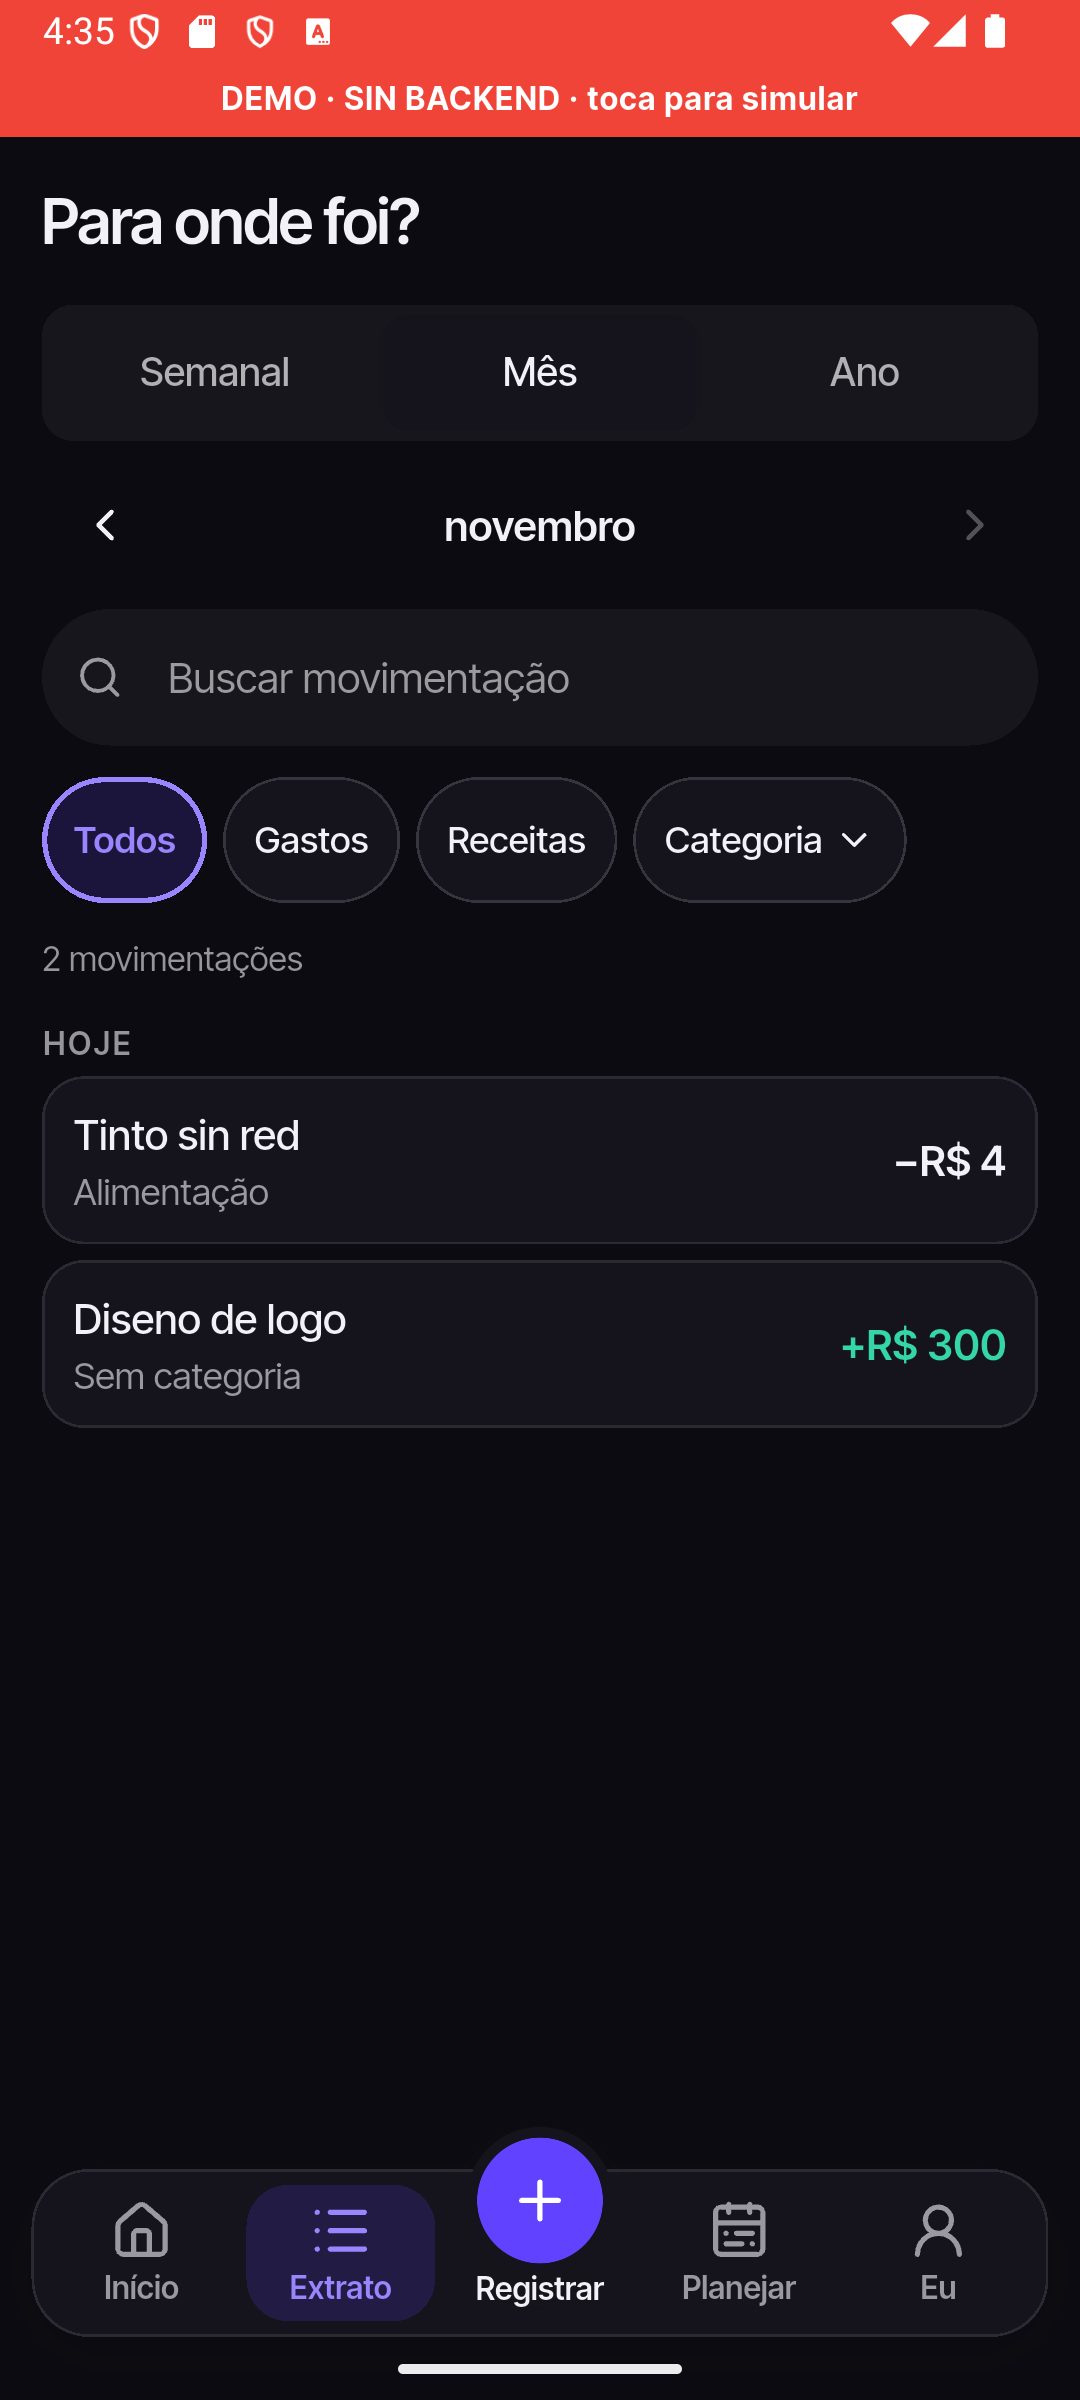 4:35
DEMO · SIN BACKEND · toca para simular
Para onde foi?
Semanal Mês Ano
novembro
Buscar movimentação
Todos Gastos Receitas Categoria
2 movimentações
HOJE
Tinto sin red
Alimentação
−R$ 4
Diseno de logo
Sem categoria
+R$ 300
Início Extrato Registrar Planejar Eu